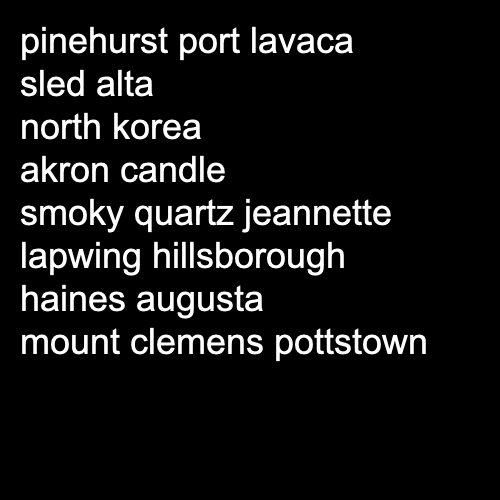 pinehurst port lavaca
sled alta
north korea
akron candle
smoky quartz jeannette
lapwing hillsborough
haines augusta
mount clemens pottstown